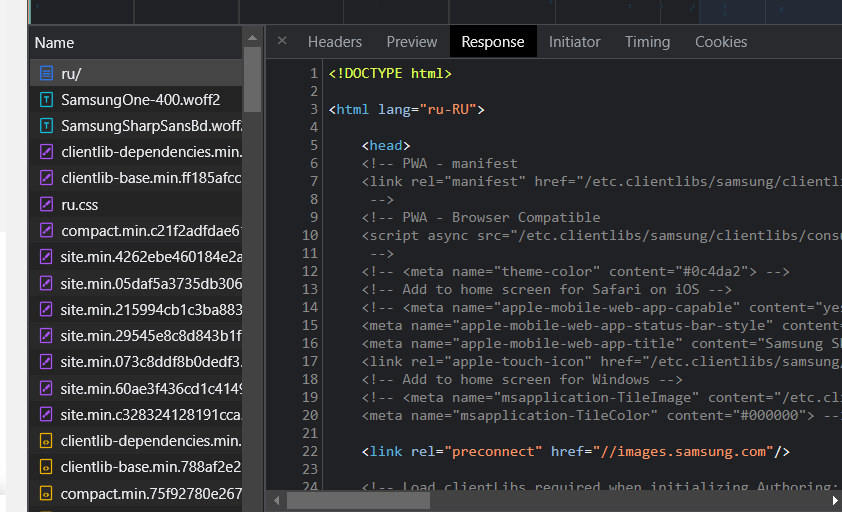 Name
ru/
SamsungOne-400.woff2
SamsungSharpSansBd.woff
clientlib-dependencies.min.
clientlib-base.min.ff185afcc
ru.css
compact.min.c21f2adfdae6
site.min.4262ebe460184e2a
site.min.05daf5a3735db306
site.min.215994cb1c3ba883
site.min.29545e8c8d843b1f
site.min.073c8ddf8b0dedf3
site.min.60ae3f436cd1c4149
site.min.c328324128191cca
clientlib-dependencies.min.
clientlib-base.min.788af2e2
compact.min.75f92780e267
× Headers Preview Response Initiator Timing Cookies
1 <!DOCTYPE html>
2
3 <html lang="ru-RU">
4
5 <head>
6 <!-- PWA - manifest
7 <link rel="manifest" href="/etc.clientlibs/samsung/clientli
8 -->
9 <!-- PWA - Browser Compatible
10 <script async src="/etc.clientlibs/samsung/clientlibs/consu
11 -->
12 <!-- <meta name="theme-color" content="#0c4da2"> -->
13 <!-- Add to home screen for Safari on iOS -->
14 <!-- <meta name="apple-mobile-web-app-capable" content="yes
15 <meta name="apple-mobile-web-app-status-bar-style" content=
16 <meta name="apple-mobile-web-app-title" content="Samsung Sh
17 <link rel="apple-touch-icon" href="/etc.clientlibs/samsung/
18 <!-- Add to home screen for Windows -->
19 <!-- <meta name="msapplication-TileImage" content="/etc.cli
20 <meta name="msapplication-TileColor" content="#000000"> --
21
22 <link rel="preconnect" href="//images.samsung.com"/>
23
24 <!-- Load clientLibs required when initializing Authoring: